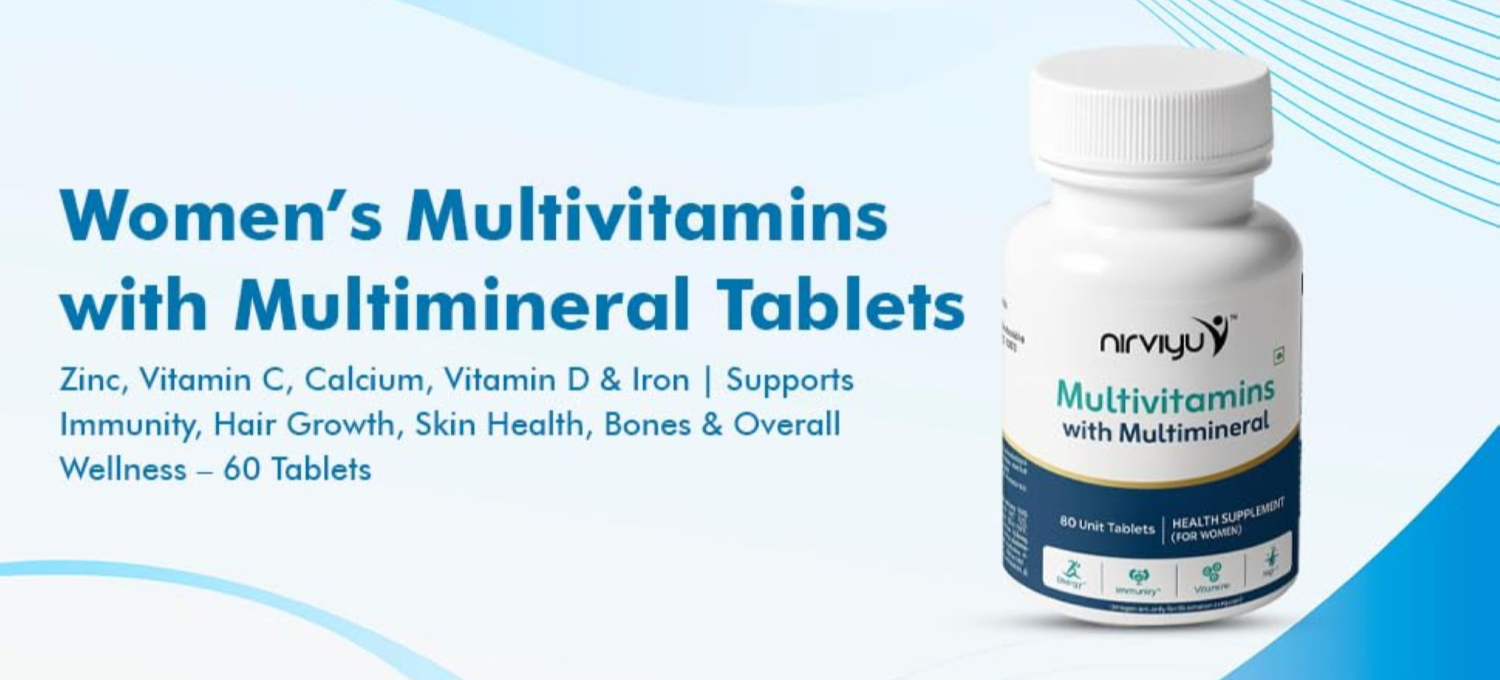 Women’s Multivitamins
with Multimineral Tablets
Zinc, Vitamin C, Calcium, Vitamin D & Iron | Supports
Immunity, Hair Growth, Skin Health, Bones & Overall
Wellness – 60 Tablets
nirviyu™
Multivitamins
with Multimineral
80 Unit Tablets | HEALTH SUPPLEMENT
(FOR WOMEN)
Energy
Immunity
Vitamins